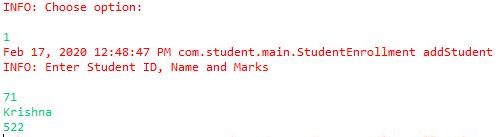 INFO: Choose option:
1
Feb 17, 2020 12:48:47 PM com.student.main.StudentEnrollment addStudent
INFO: Enter Student ID, Name and Marks
71
Krishna
522